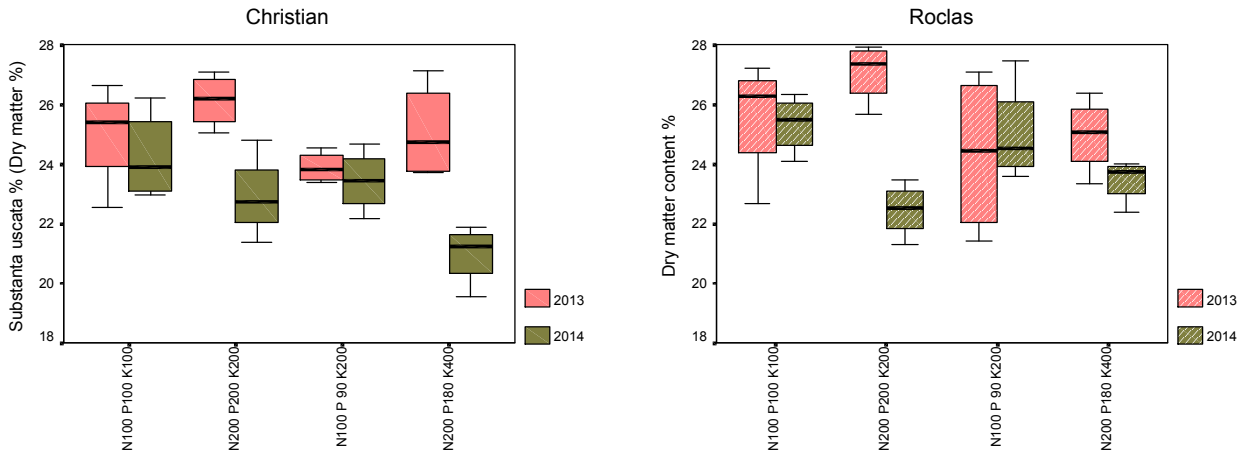 Christian
Substanta uscata % (Dry matter %)
28
26
24
22
20
18
N100 P100 K100
N200 P200 K200
N100 P 90 K200
N200 P180 K400
2013
2014
Roclas
Dry matter content %
28
26
24
22
20
18
N100 P100 K100
N200 P200 K200
N100 P 90 K200
N200 P180 K400
2013
2014